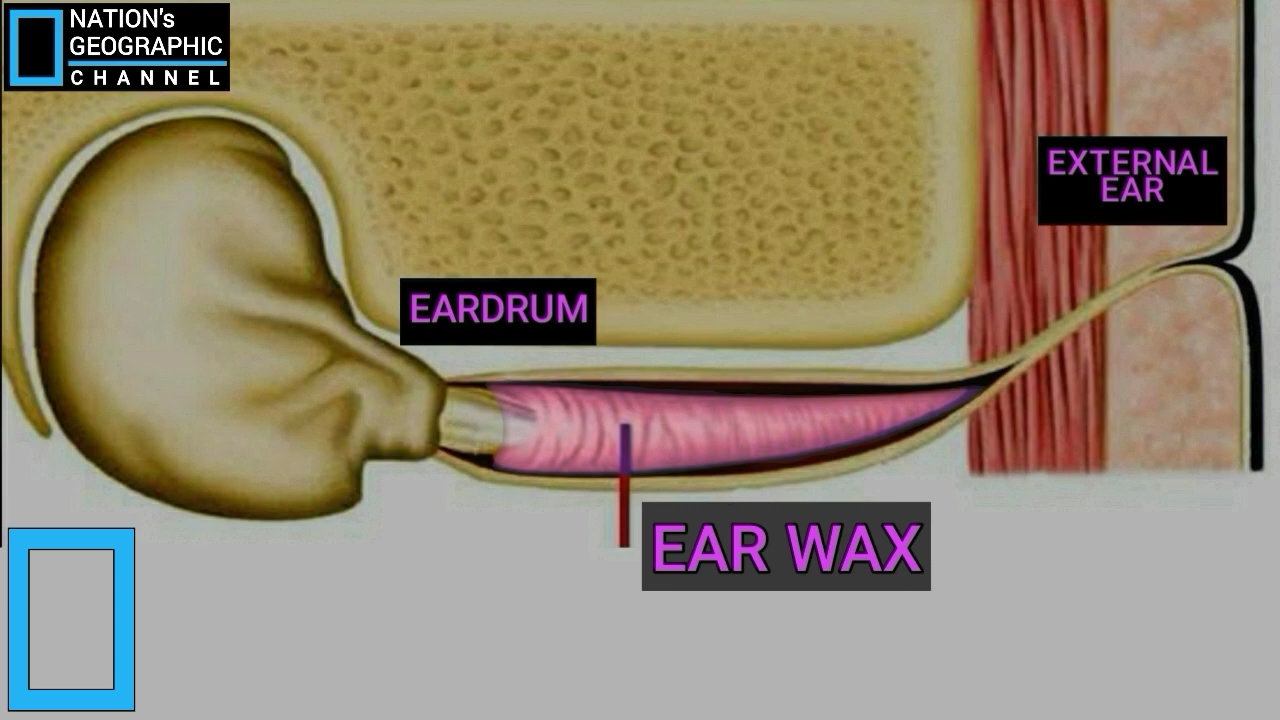 NATION's
GEOGRAPHIC
CHANNEL
EXTERNAL
EAR
EARDRUM
EAR WAX